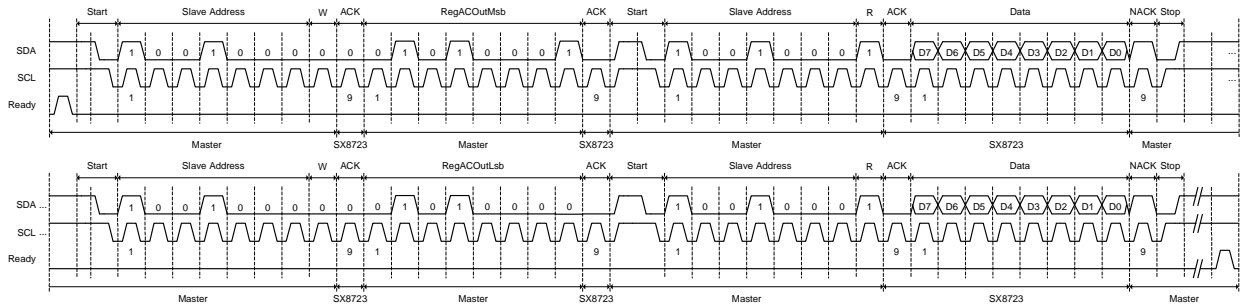 Start Slave Address W ACK RegACOutMsb ACK Start Slave Address R ACK Data NACK Stop
SDA 1 0 0 1 0 0 0 0 0 0 1 0 1 0 0 0 1 0 1 0 0 1 0 0 0 1 0 D7 D6 D5 D4 D3 D2 D1 D0 ...
SCL ...
1 9 1 9 1 9 1 9
Ready
Master SX8723 Master SX8723 Master SX8723 Master
Start Slave Address W ACK RegACOutLsb ACK Start Slave Address R ACK Data NACK Stop
SDA ... 1 0 0 1 0 0 0 0 0 0 1 0 1 0 0 0 0 0 1 0 0 1 0 0 0 1 0 D7 D6 D5 D4 D3 D2 D1 D0
SCL ...
1 9 1 9 1 9 1 9
Ready
Master SX8723 Master SX8723 Master SX8723 Master